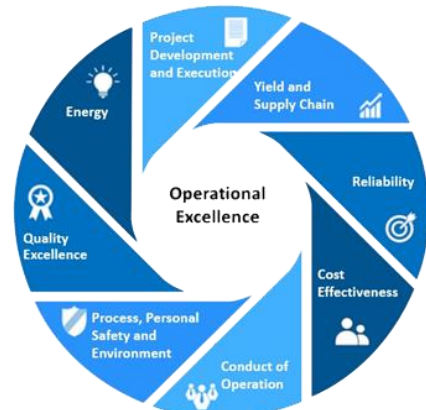 Project
Development
and Execution
Yield and
Supply Chain
Reliability
Cost
Effectiveness
Conduct of
Operation
Process, Personal
Safety and
Environment
Quality
Excellence
Energy
Operational
Excellence